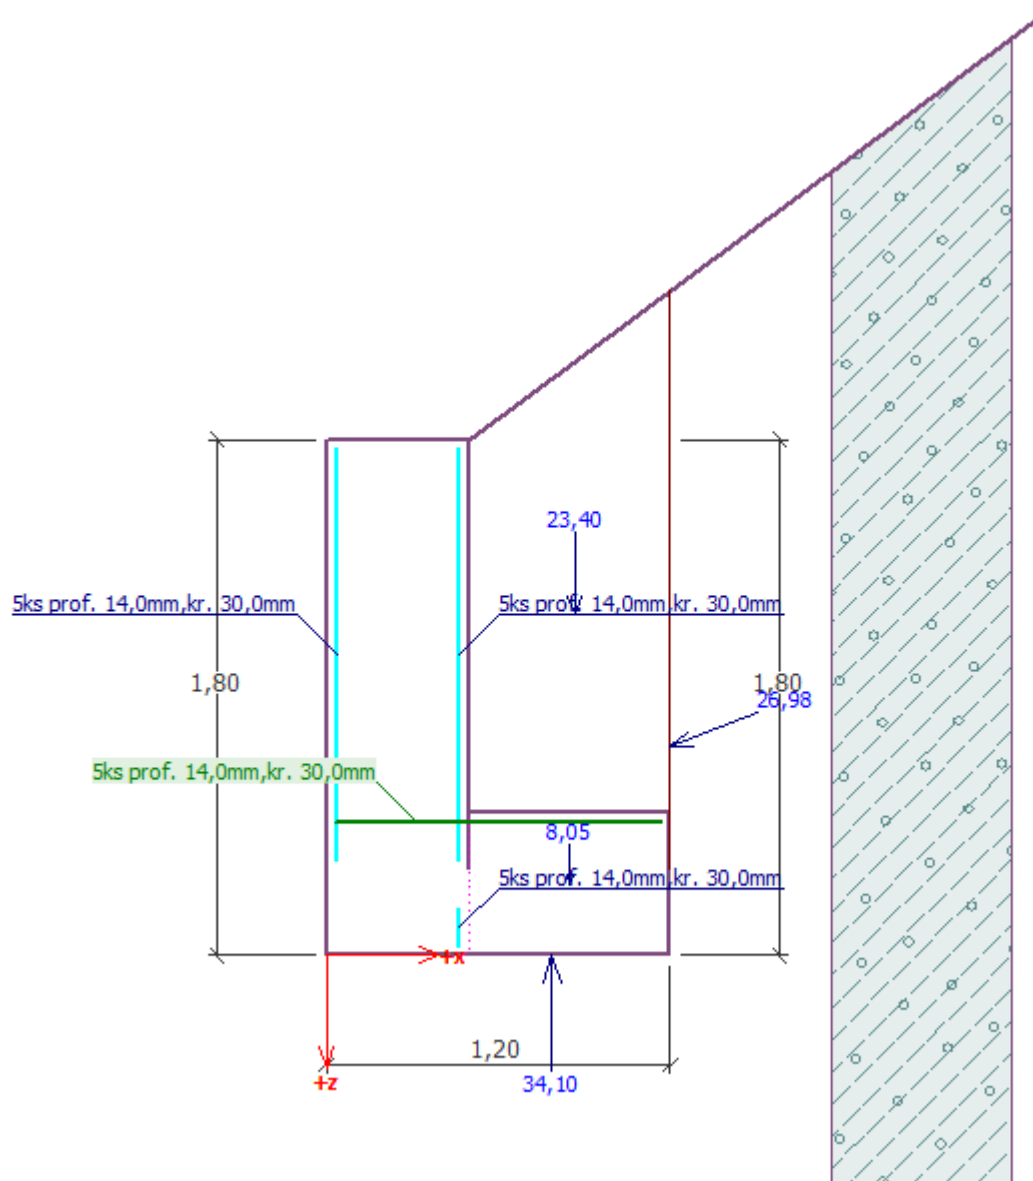 23,40
5ks prof. 14,0mm,kr. 30,0mm
5ks prof. 14,0mm,kr. 30,0mm
1,80
1,80
26,98
5ks prof. 14,0mm,kr. 30,0mm
8,05
5ks prof. 14,0mm,kr. 30,0mm
+x
1,20
+z
34,10